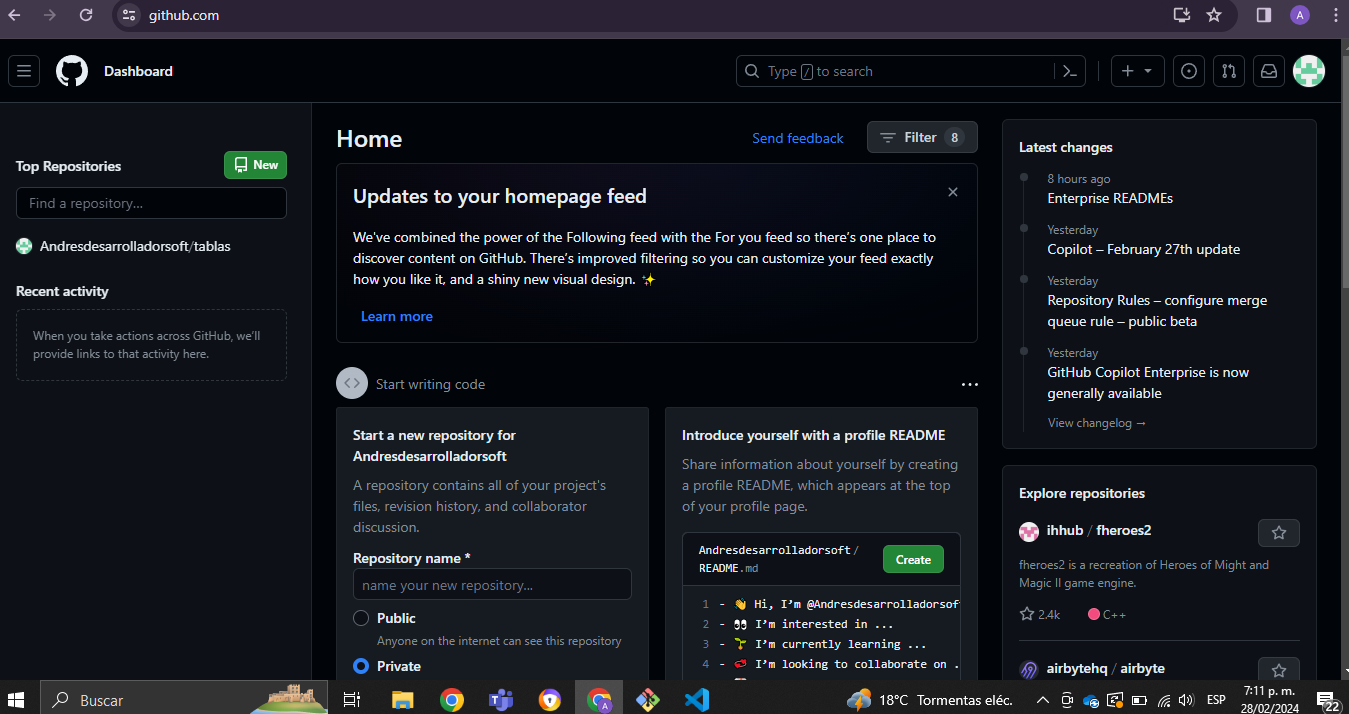 github.com
A
Dashboard
Type / to search
Top Repositories
New
Find a repository...
Andresdesarrolladorsoft/tablas
Recent activity
When you take actions across GitHub, we'll
provide links to that activity here.
Home
Send feedback
Filter 8
Updates to your homepage feed
We've combined the power of the Following feed with the For you feed so there's one place to
discover content on GitHub. There's improved filtering so you can customize your feed exactly
how you like it, and a shiny new visual design. ✨
Learn more
Start writing code
Start a new repository for
Andresdesarrolladorsoft
A repository contains all of your project's
files, revision history, and collaborator
discussion.
Repository name *
name your new repository...
Public
Anyone on the internet can see this repository
Private
Introduce yourself with a profile README
Share information about yourself by creating
a profile README, which appears at the top
of your profile page.
Andresdesarrolladorsoft /
README.md
Create
1 - 👋 Hi, I'm @Andresdesarrolladorsof
2 - 👀 I'm interested in ...
3 - 🌱 I'm currently learning ...
4 - 💞️ I'm looking to collaborate on .
Latest changes
8 hours ago
Enterprise READMEs
Yesterday
Copilot – February 27th update
Yesterday
Repository Rules – configure merge
queue rule – public beta
Yesterday
GitHub Copilot Enterprise is now
generally available
View changelog →
Explore repositories
ihhub / fheroes2
fheroes2 is a recreation of Heroes of Might and
Magic II game engine.
2.4k
C++
airbytehq / airbyte
Buscar
A
18°C Tormentas eléc.
ESP
7:11 p. m.
28/02/2024
22